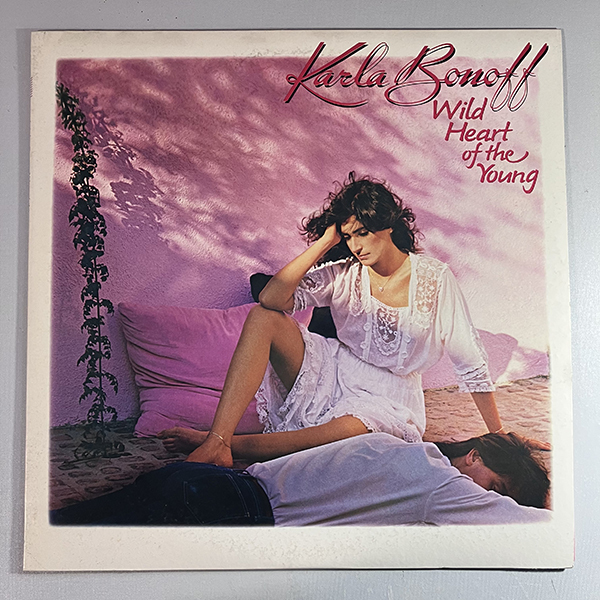 Karla Bonoff
Wild
Heart
of the
Young